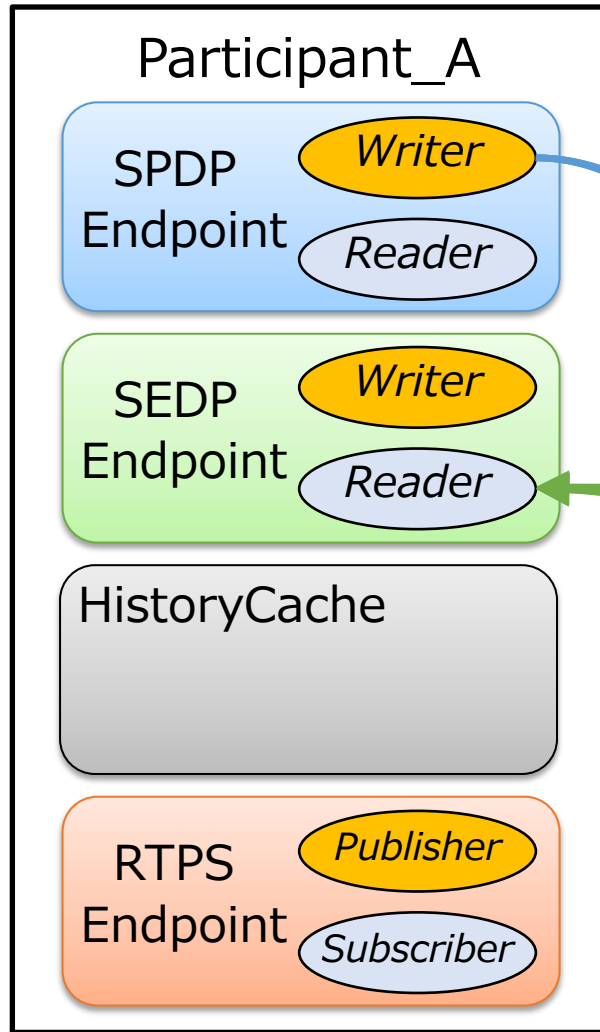 Participant_A
SPDP
Endpoint
Writer
Reader
SEDP
Endpoint
Writer
Reader
HistoryCache
RTPS
Endpoint
Publisher
Subscriber